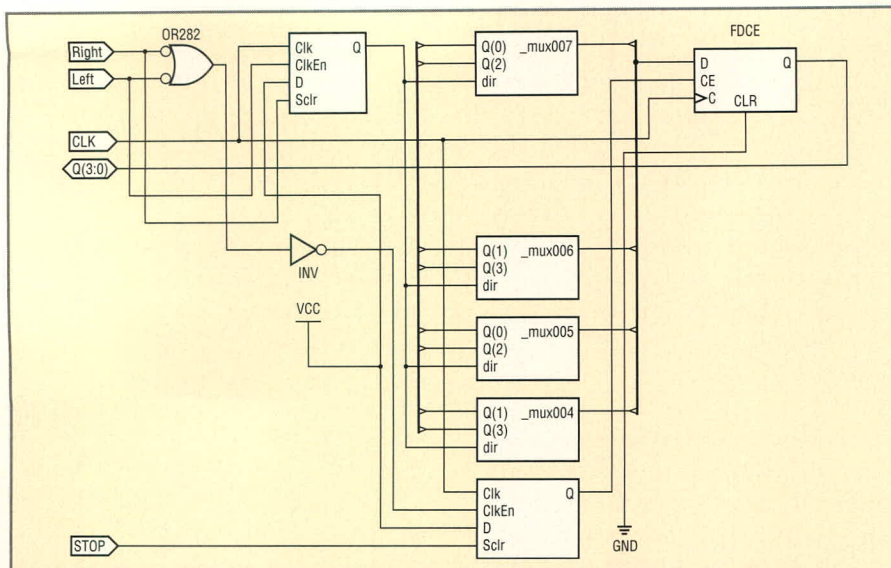 OR282
Right
Left
CLK
Q(3:0)
Clk Q
ClkEn
D
Sclr
Q(0) _mux007
Q(2)
dir
FDCE
D Q
CE
C
CLR
INV
VCC
Q(1) _mux006
Q(3)
dir
Q(0) _mux005
Q(2)
dir
Q(1) _mux004
Q(3)
dir
Clk Q
ClkEn
D
Sclr
STOP
GND